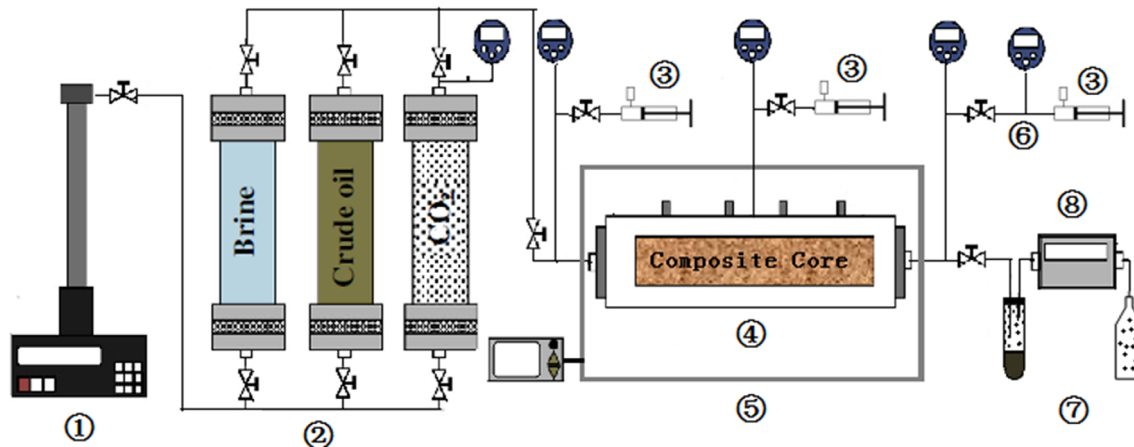 ③
③
③
⑥
Brine
Crude oil
CO₂
⑧
Composite Core
④
①
②
⑤
⑦